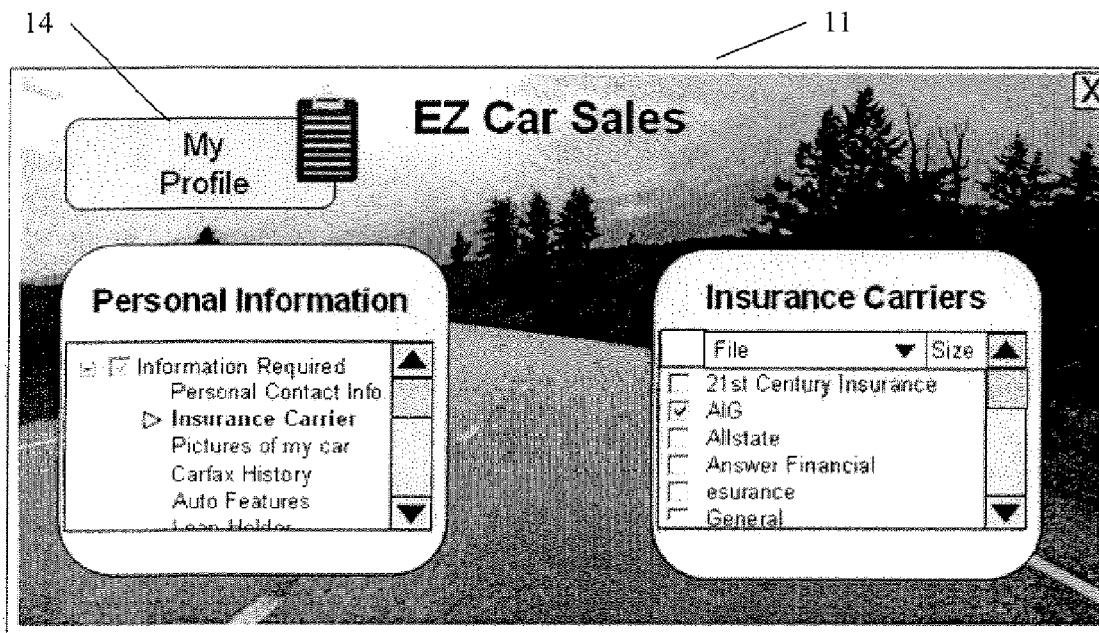 14
11
X
EZ Car Sales
My
Profile
Personal Information
Information Required
Personal Contact Info
Insurance Carrier
Pictures of my car
Carfax History
Auto Features
Insurance Carriers
File
Size
21st Century Insurance
AIG
Allstate
Answer Financial
esurance
General